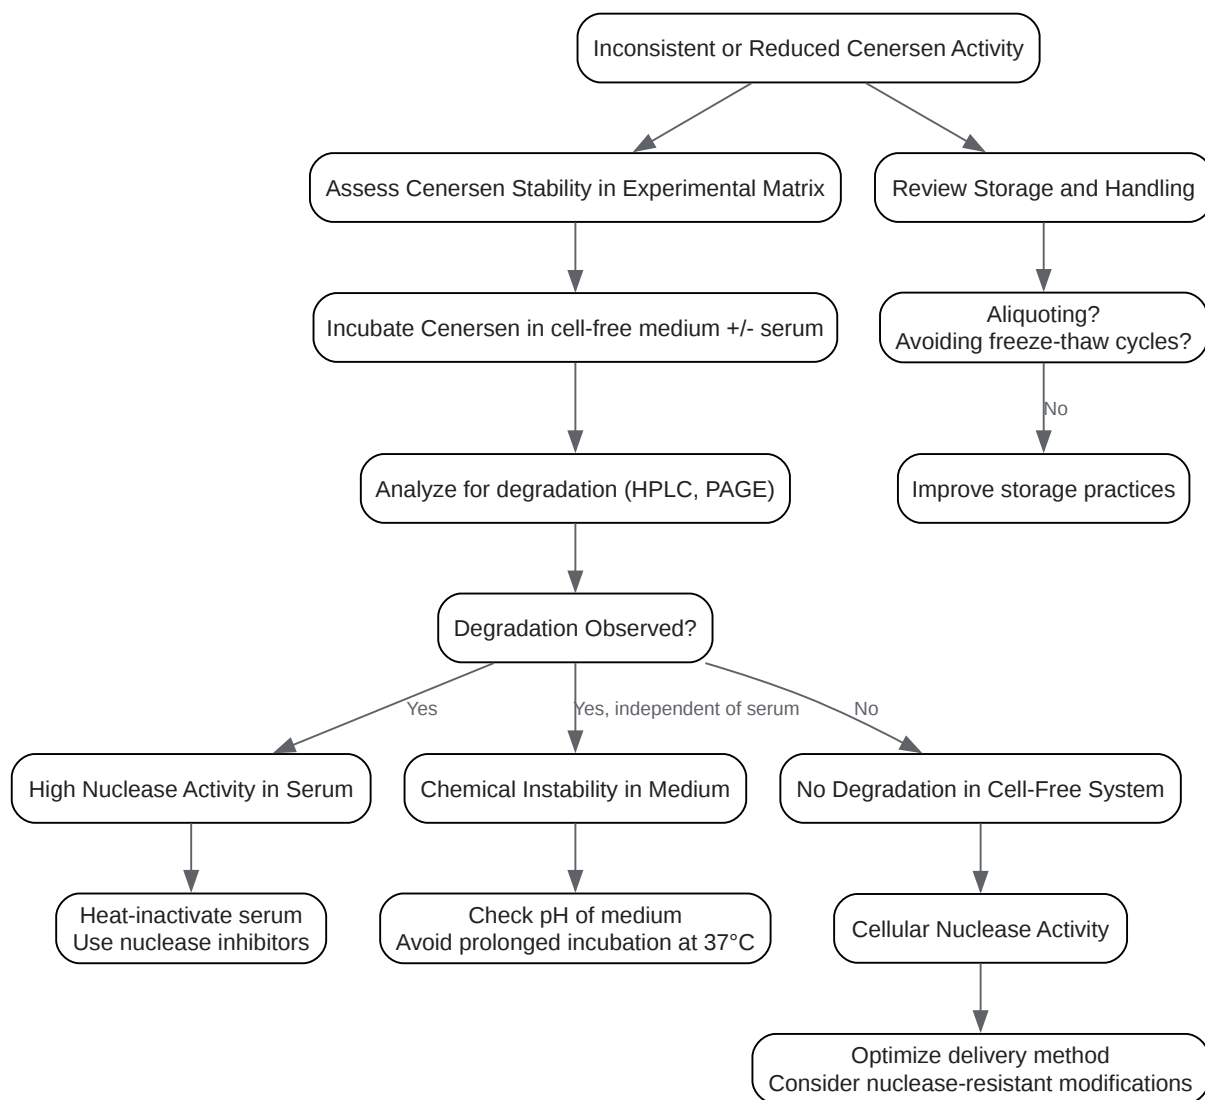 Inconsistent or Reduced Cenersen Activity
Assess Cenersen Stability in Experimental Matrix
Review Storage and Handling
Incubate Cenersen in cell-free medium +/- serum
Aliquoting?
Avoiding freeze-thaw cycles?
No
Analyze for degradation (HPLC, PAGE)
Improve storage practices
Degradation Observed?
Yes
Yes, independent of serum
No
High Nuclease Activity in Serum
Chemical Instability in Medium
No Degradation in Cell-Free System
Heat-inactivate serum
Use nuclease inhibitors
Check pH of medium
Avoid prolonged incubation at 37°C
Cellular Nuclease Activity
Optimize delivery method
Consider nuclease-resistant modifications